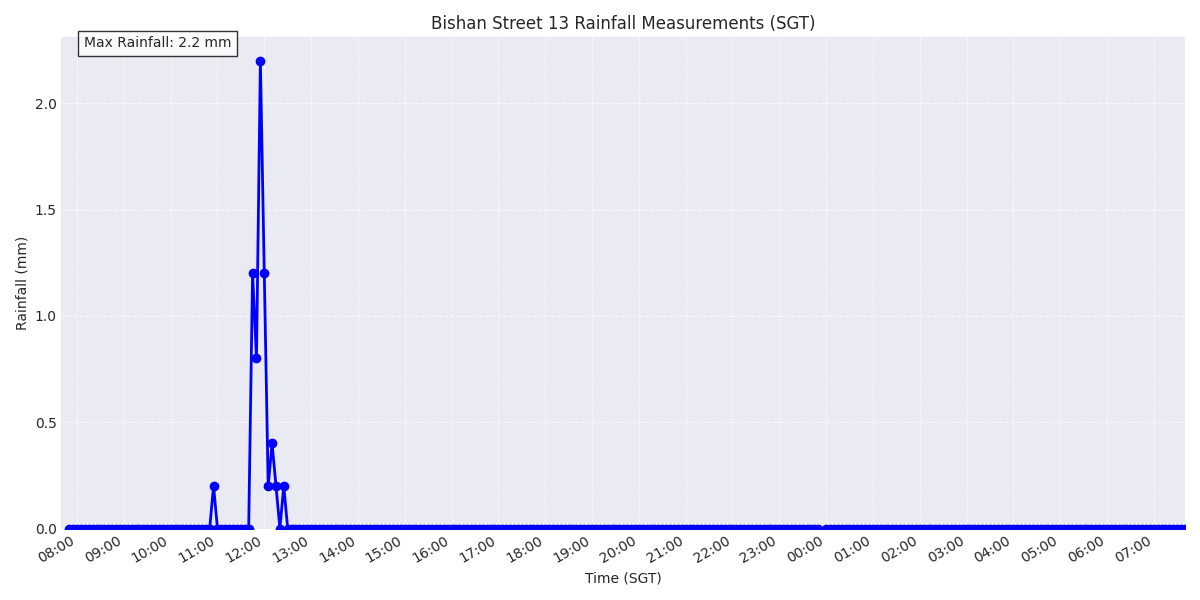 Bishan Street 13 Rainfall Measurements (SGT)
Max Rainfall: 2.2 mm
Rainfall (mm)
2.0
1.5
1.0
0.5
0.0
08:00 09:00 10:00 11:00 12:00 13:00 14:00 15:00 16:00 17:00 18:00 19:00 20:00 21:00 22:00 23:00 00:00 01:00 02:00 03:00 04:00 05:00 06:00 07:00
Time (SGT)